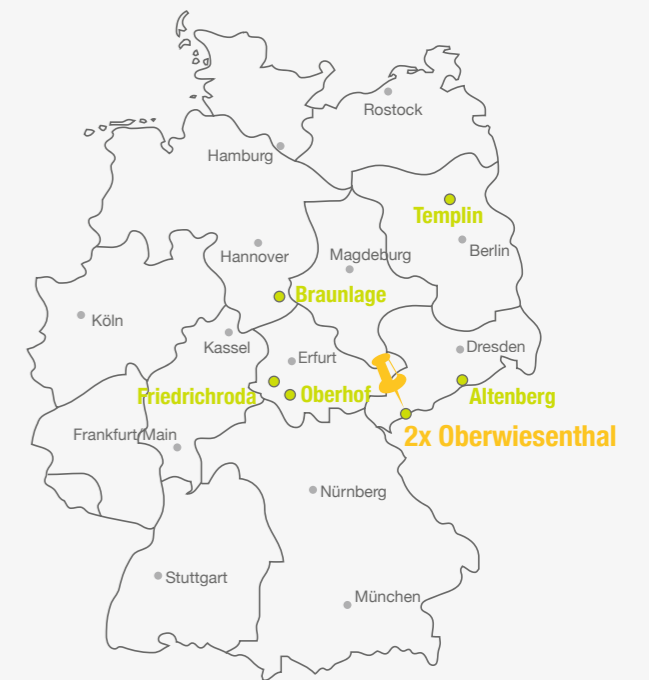 Rostock
Hamburg
Templin
Berlin
Hannover
Magdeburg
Braunlage
Köln
Kassel
Erfurt
Dresden
Friedrichroda
Oberhof
Altenberg
Frankfurt/Main
2x Oberwiesenthal
Nürnberg
Stuttgart
München